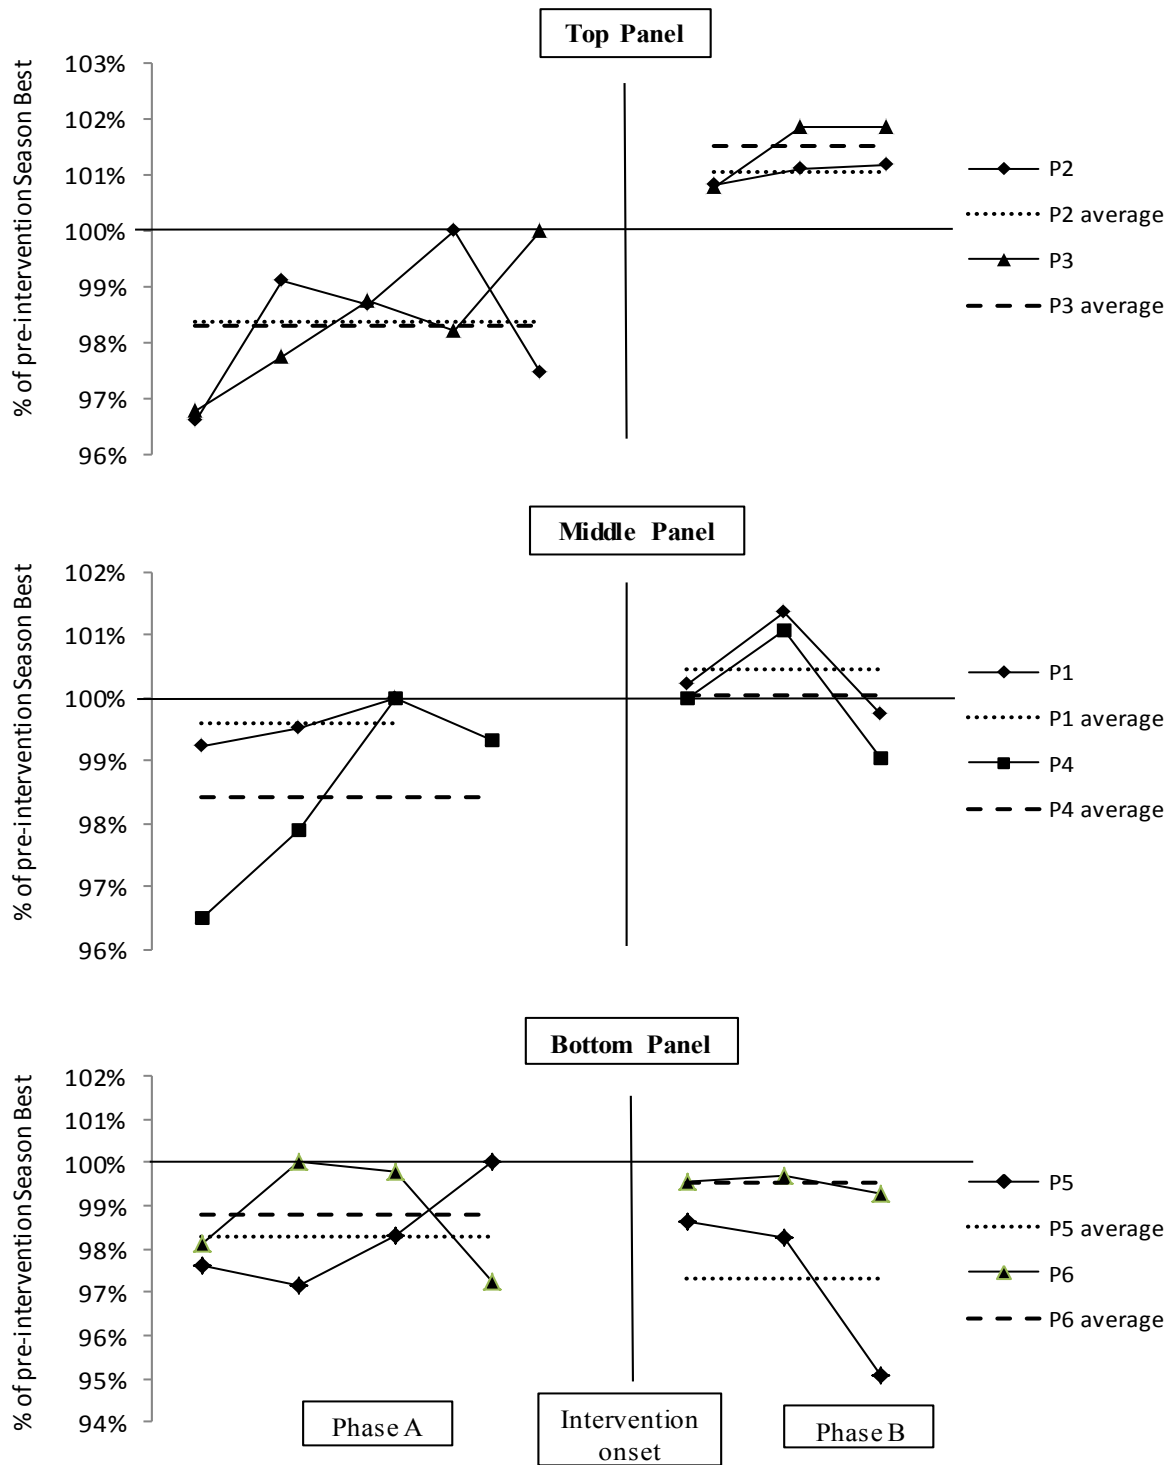 Top Panel
% of pre-intervention Season Best
103%
102%
101%
100%
99%
98%
97%
96%
P2
P2 average
P3
P3 average
Middle Panel
% of pre-intervention Season Best
102%
101%
100%
99%
98%
97%
96%
P1
P1 average
P4
P4 average
Bottom Panel
% of pre-intervention Season Best
102%
101%
100%
99%
98%
97%
96%
95%
94%
P5
P5 average
P6
P6 average
Phase A
Intervention
onset
Phase B